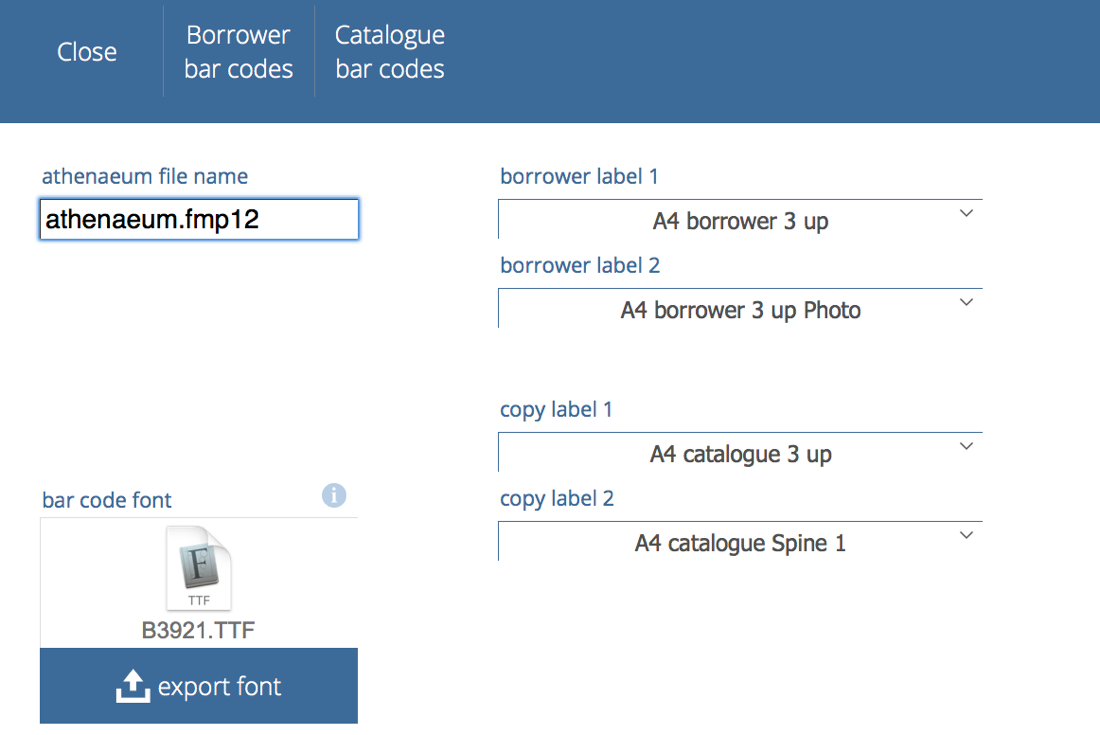 Close
Borrower
bar codes
Catalogue
bar codes
athenaeum file name
athenaeum.fmp12
bar code font
i
F
TTF
B3921.TTF
export font
borrower label 1
A4 borrower 3 up
borrower label 2
A4 borrower 3 up Photo
copy label 1
A4 catalogue 3 up
copy label 2
A4 catalogue Spine 1